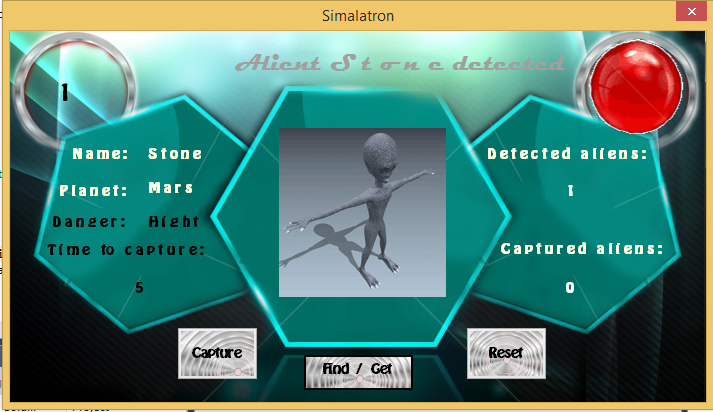 Simalatron
Alient Stone detected
1
Name: Stone
Planet: Mars
Danger: Hight
Time to capture:
5
Detected aliens:
1
Captured aliens:
0
Capture
Find / Get
Reset